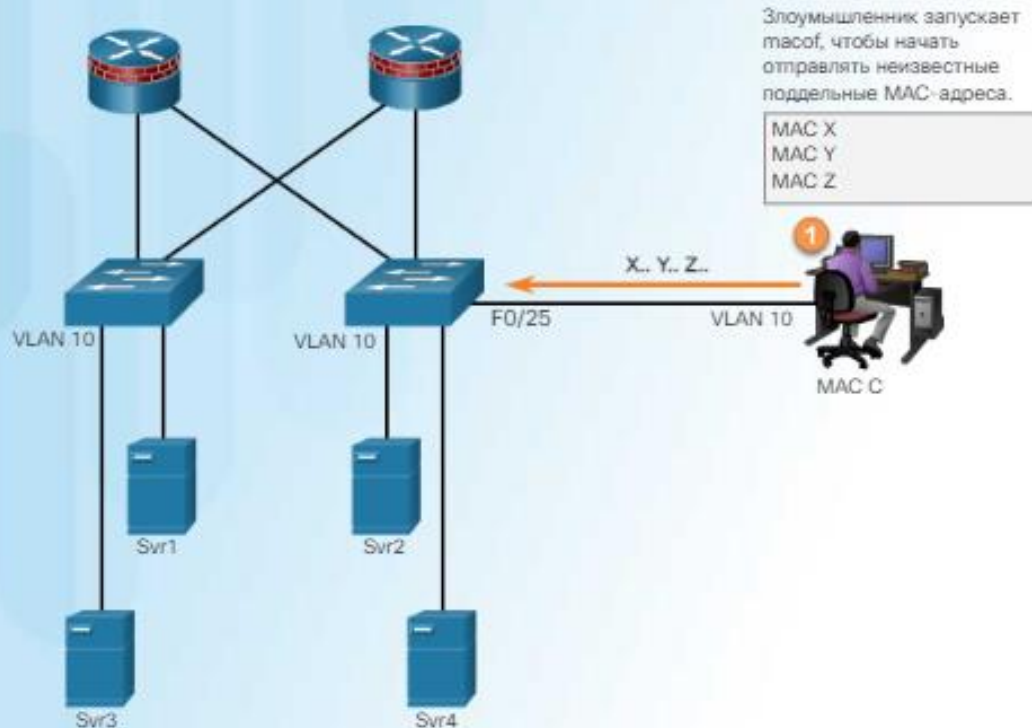 Злоумышленник запускает
macof, чтобы начать
отправлять неизвестные
поддельные MAC-адреса.
MAC X
MAC Y
MAC Z
1
X.. Y.. Z..
F0/25
VLAN 10
VLAN 10
VLAN 10
MAC C
Svr1
Svr2
Svr3
Svr4